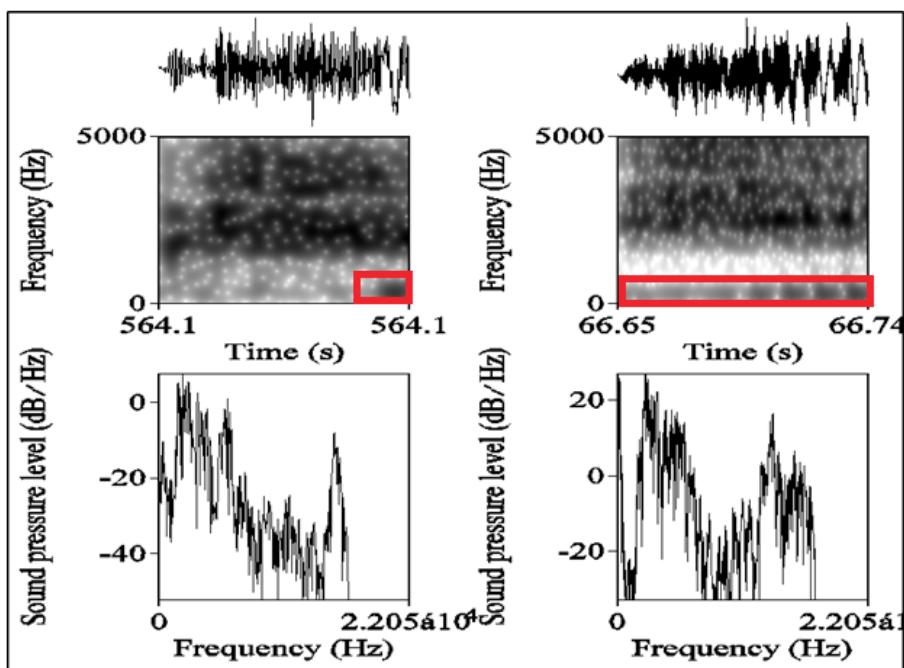 5000
Frequency (Hz)
0
564.1 564.1
Time (s)
5000
Frequency (Hz)
0
66.65 66.74
Time (s)
Sound pressure level (dB/Hz)
0
-20
-40
0 2.205á10⁴
Frequency (Hz)
Sound pressure level (dB/Hz)
20
0
-20
0 2.205á1
Frequency (Hz)